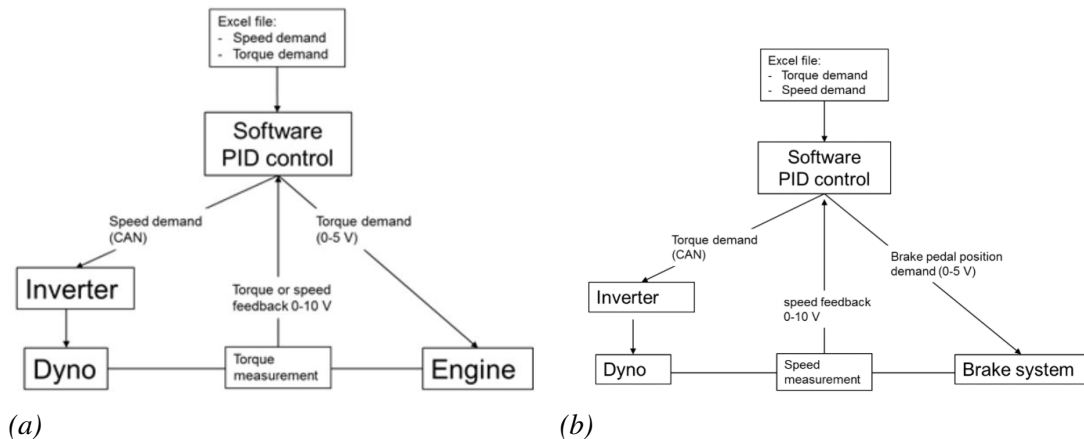 Excel file:
- Speed demand
- Torque demand
Software
PID control
Speed demand
(CAN)
Torque demand
(0-5 V)
Inverter
Torque or speed
feedback 0-10 V
Dyno
Torque
measurement
Engine
(a)
Excel file:
- Torque demand
- Speed demand
Software
PID control
Torque demand
(CAN)
Brake pedal position
demand (0-5 V)
Inverter
speed feedback
0-10 V
Dyno
Speed
measurement
Brake system
(b)